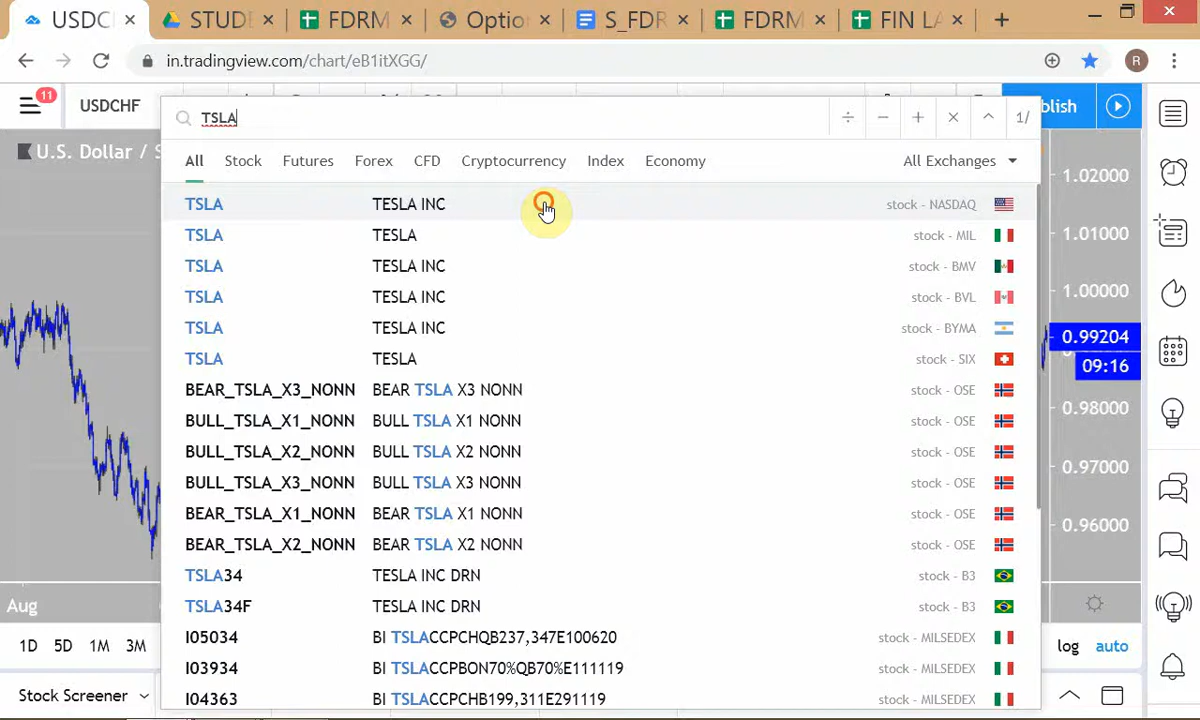 USDCH
STUDE
FDRM
Option
S_FDR
FDRM
FIN LA
in.tradingview.com/chart/eB1itXGG/
R
11
USDCHF
TSLA
1/
blish
U.S. Dollar / S
All Stock Futures Forex CFD Cryptocurrency Index Economy All Exchanges
TSLA TESLA INC stock - NASDAQ
TSLA TESLA stock - MIL
TSLA TESLA INC stock - BMV
TSLA TESLA INC stock - BVL
TSLA TESLA INC stock - BYMA
TSLA TESLA stock - SIX
BEAR_TSLA_X3_NONN BEAR TSLA X3 NONN stock - OSE
BULL_TSLA_X1_NONN BULL TSLA X1 NONN stock - OSE
BULL_TSLA_X2_NONN BULL TSLA X2 NONN stock - OSE
BULL_TSLA_X3_NONN BULL TSLA X3 NONN stock - OSE
BEAR_TSLA_X1_NONN BEAR TSLA X1 NONN stock - OSE
BEAR_TSLA_X2_NONN BEAR TSLA X2 NONN stock - OSE
TSLA34 TESLA INC DRN stock - B3
TSLA34F TESLA INC DRN stock - B3
I05034 BI TSLACCPCHQB237,347E100620 stock - MILSEDEX
I03934 BI TSLACCPBON70%QB70%E111119 stock - MILSEDEX
I04363 BI TSLACCPCHB199,311E291119 stock - MILSEDEX
1.02000
1.01000
1.00000
0.99204
09:16
0.98000
0.97000
0.96000
Aug
1D 5D 1M 3M
log auto
Stock Screener